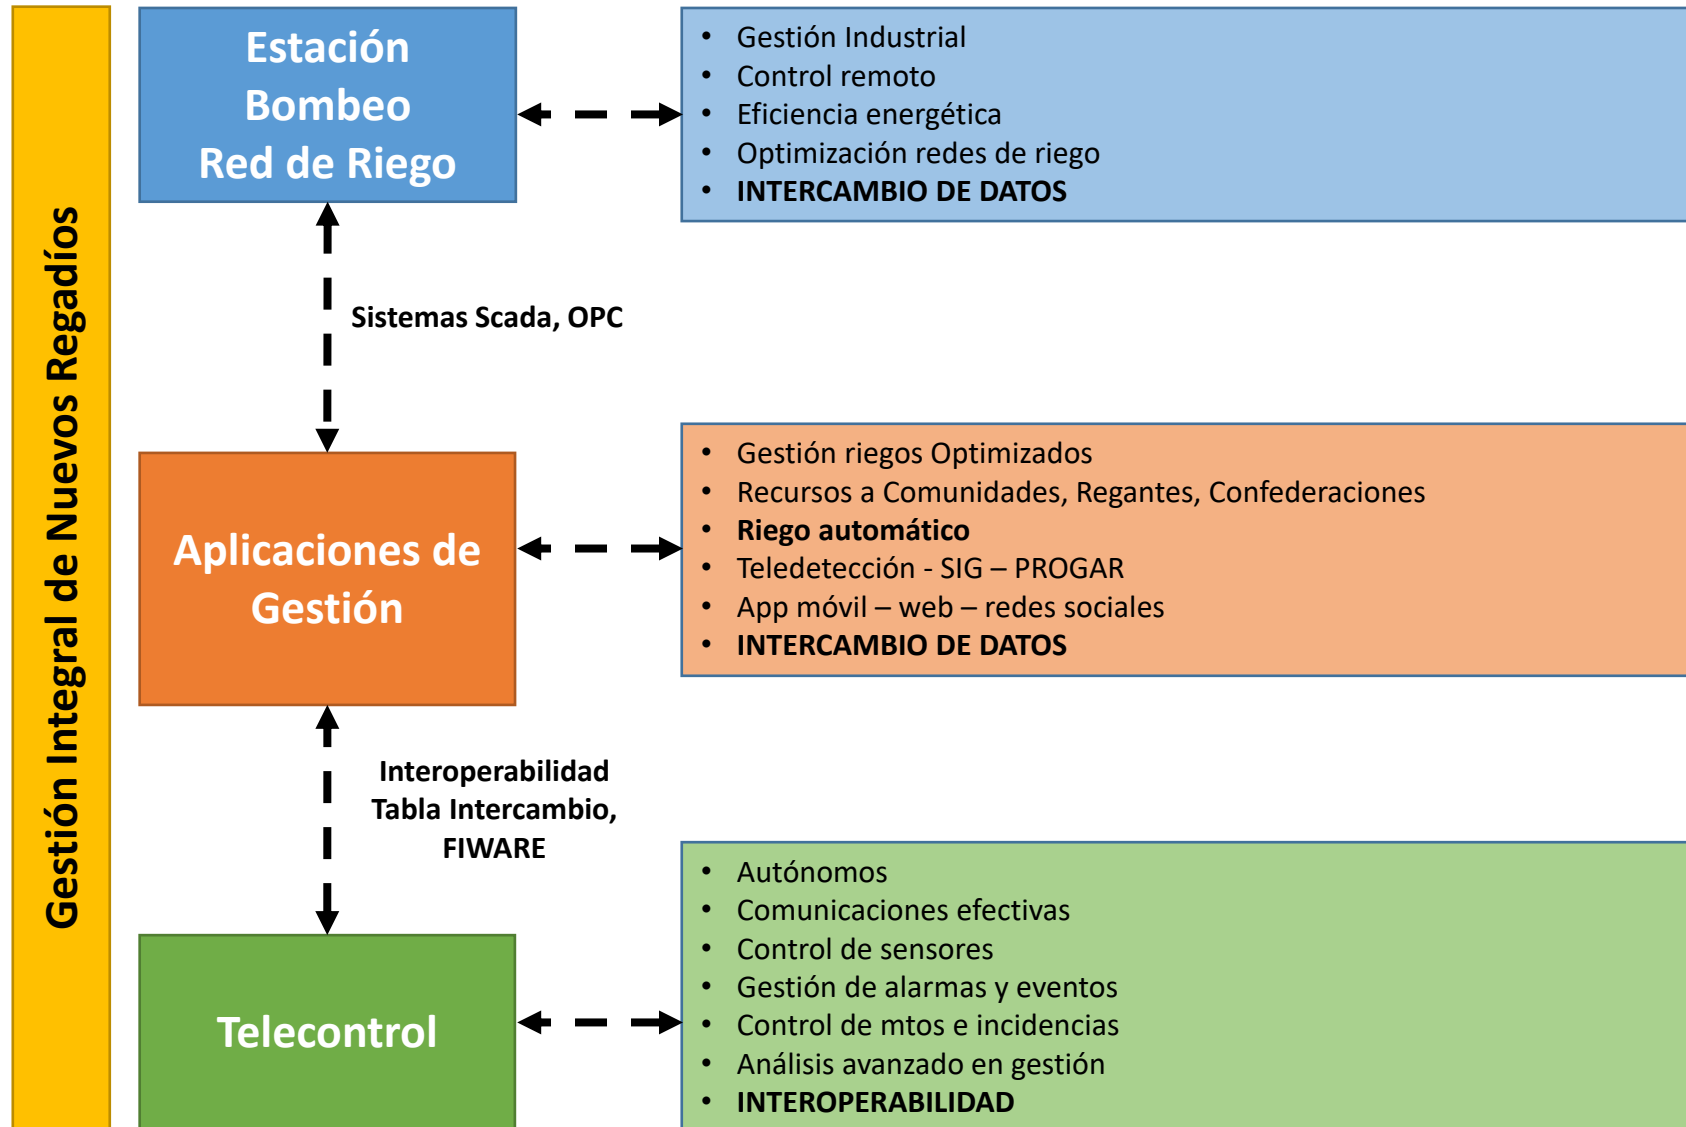 Gestión Integral de Nuevos Regadíos
Estación
Bombeo
Red de Riego
• Gestión Industrial
• Control remoto
• Eficiencia energética
• Optimización redes de riego
• INTERCAMBIO DE DATOS
Sistemas Scada, OPC
Aplicaciones de
Gestión
• Gestión riegos Optimizados
• Recursos a Comunidades, Regantes, Confederaciones
• Riego automático
• Teledetección - SIG – PROGAR
• App móvil – web – redes sociales
• INTERCAMBIO DE DATOS
Interoperabilidad
Tabla Intercambio,
FIWARE
Telecontrol
• Autónomos
• Comunicaciones efectivas
• Control de sensores
• Gestión de alarmas y eventos
• Control de mtos e incidencias
• Análisis avanzado en gestión
• INTEROPERABILIDAD